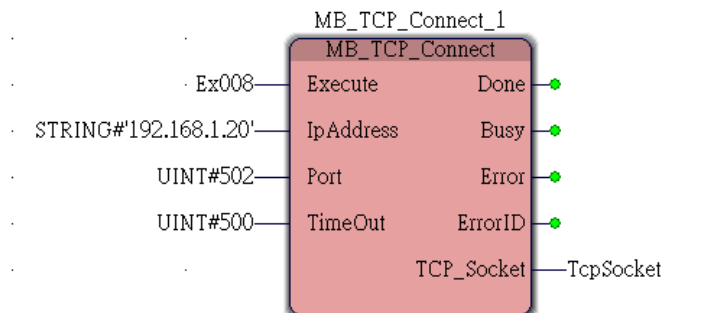 MB_TCP_Connect_1
MB_TCP_Connect
Ex008 Execute Done
STRING#'192.168.1.20' IpAddress Busy
UINT#502 Port Error
UINT#500 TimeOut ErrorID
TCP_Socket TcpSocket